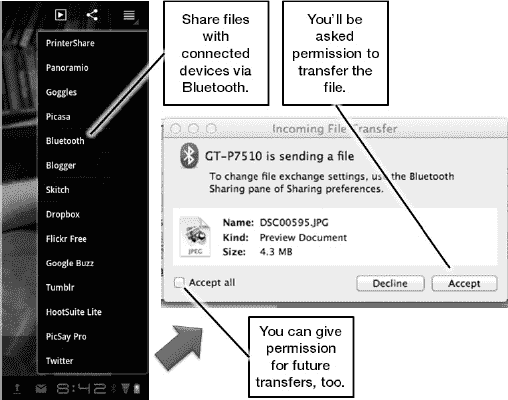 PrinterShare
Panoramio
Goggles
Picasa
Bluetooth
Blogger
Skitch
Dropbox
Flickr Free
Google Buzz
Tumblr
HootSuite Lite
PicSay Pro
Twitter
8:42
Share files
with
connected
devices via
Bluetooth.
You'll be
asked
permission to
transfer the
file.
Incoming File Transfer
GT-P7510 is sending a file
To change file exchange settings, use the Bluetooth
Sharing pane of Sharing preferences.
JPEG
Name: DSC00595.JPG
Kind: Preview Document
Size: 4.3 MB
Accept all
Decline
Accept
You can give
permission
for future
transfers, too.